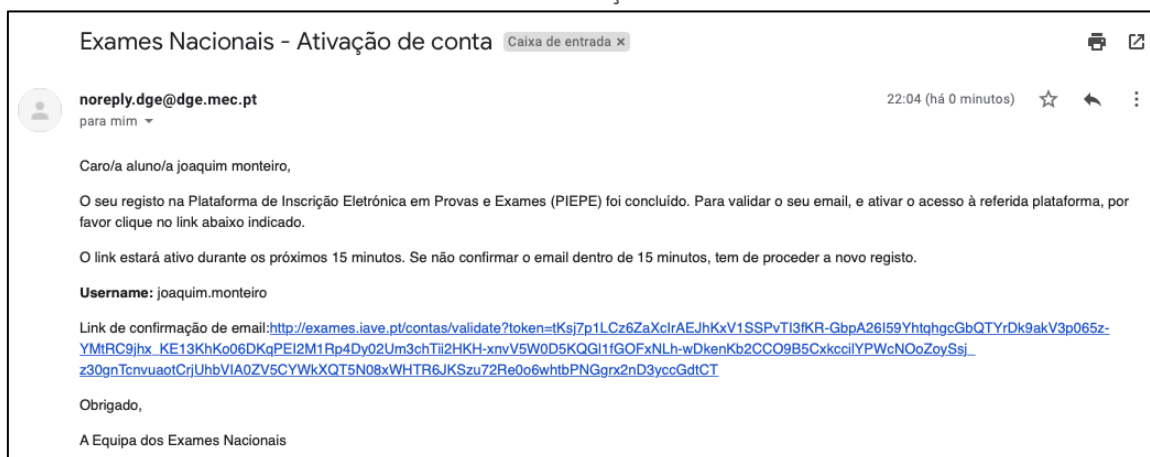 Exames Nacionais - Ativação de conta Caixa de entrada x
noreply.dge@dge.mec.pt 22:04 (há 0 minutos)
para mim
Caro/a aluno/a joaquim monteiro,
O seu registo na Plataforma de Inscrição Eletrónica em Provas e Exames (PIEPE) foi concluído. Para validar o seu email, e ativar o acesso à referida plataforma, por
favor clique no link abaixo indicado.
O link estará ativo durante os próximos 15 minutos. Se não confirmar o email dentro de 15 minutos, tem de proceder a novo registo.
Username: joaquim.monteiro
Link de confirmação de email:http://exames.iave.pt/contas/validate?token=tKsj7p1LCz6ZaXclrAEJhKxV1SSPvTI3fKR-GbpA26I59YhtqhgcGbQTYrDk9akV3p065z-
YMtRC9jhx_KE13KhKo06DKqPEI2M1Rp4Dy02Um3chTii2HKH-xnvV5W0D5KQGl1fGOFxNLh-wDkenKb2CCO9B5CxkccilYPWcNOoZoySsj_
z30gnTcnvuaotCrjUhbVIA0ZV5CYWkXQT5N08xWHTR6JKSzu72Re0o6whtbPNGgrx2nD3yccGdtCT
Obrigado,
A Equipa dos Exames Nacionais